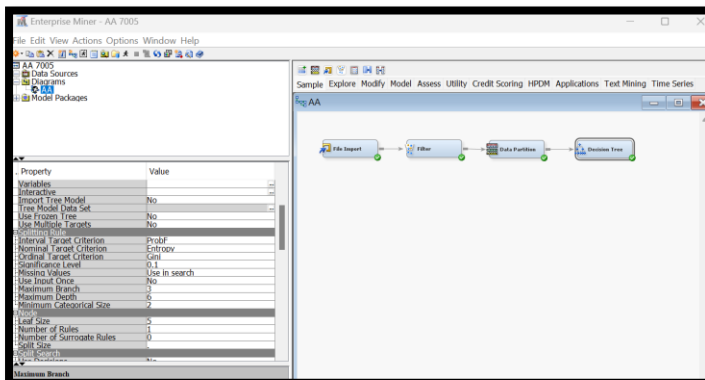 Enterprise Miner - AA 7005
File Edit View Actions Options Window Help
AA 7005
Data Sources
Diagrams
AA
Model Packages
. Property Value
Variables
Interactive
Import Tree Model No
Tree Model Data Set
Use Frozen Tree No
Use Multiple Targets No
Splitting Rule
Interval Target Criterion ProbF
Nominal Target Criterion Entropy
Ordinal Target Criterion Gini
Significance Level 0.1
Missing Values Use in search
Use Input Once No
Maximum Branch 3
Maximum Depth 6
Minimum Categorical Size 2
Node
Leaf Size 5
Number of Rules 1
Number of Surrogate Rules 0
Split Size .
Split Search
Use Decisions No
Maximum Branch
Sample Explore Modify Model Assess Utility Credit Scoring HPDM Applications Text Mining Time Series
AA
File Import
Filter
Data Partition
Decision Tree